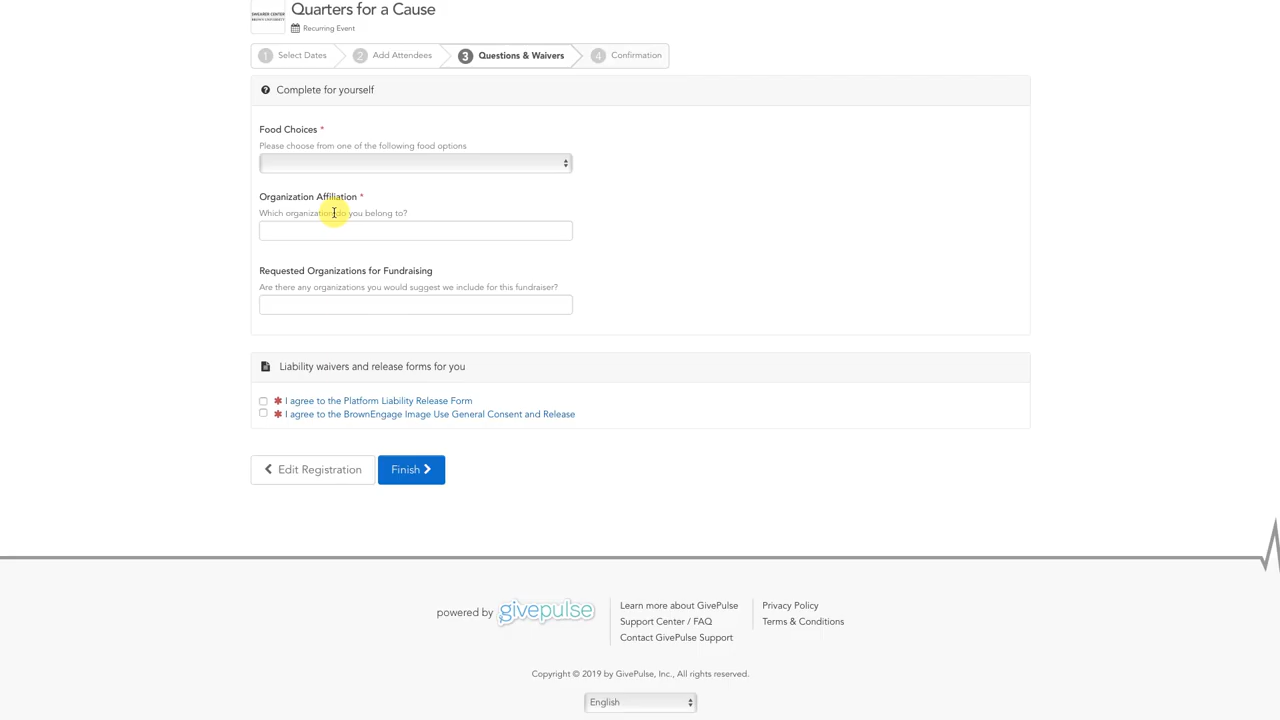 SWEARER CENTER
BROWN UNIVERSITY
Quarters for a Cause
Recurring Event
1 Select Dates
2 Add Attendees
3 Questions & Waivers
4 Confirmation
Complete for yourself
Food Choices *
Please choose from one of the following food options
Organization Affiliation *
Which organization do you belong to?
Requested Organizations for Fundraising
Are there any organizations you would suggest we include for this fundraiser?
Liability waivers and release forms for you
✱ I agree to the Platform Liability Release Form
✱ I agree to the BrownEngage Image Use General Consent and Release
Edit Registration
Finish
powered by givepulse
Learn more about GivePulse
Support Center / FAQ
Contact GivePulse Support
Privacy Policy
Terms & Conditions
Copyright © 2019 by GivePulse, Inc., All rights reserved.
English